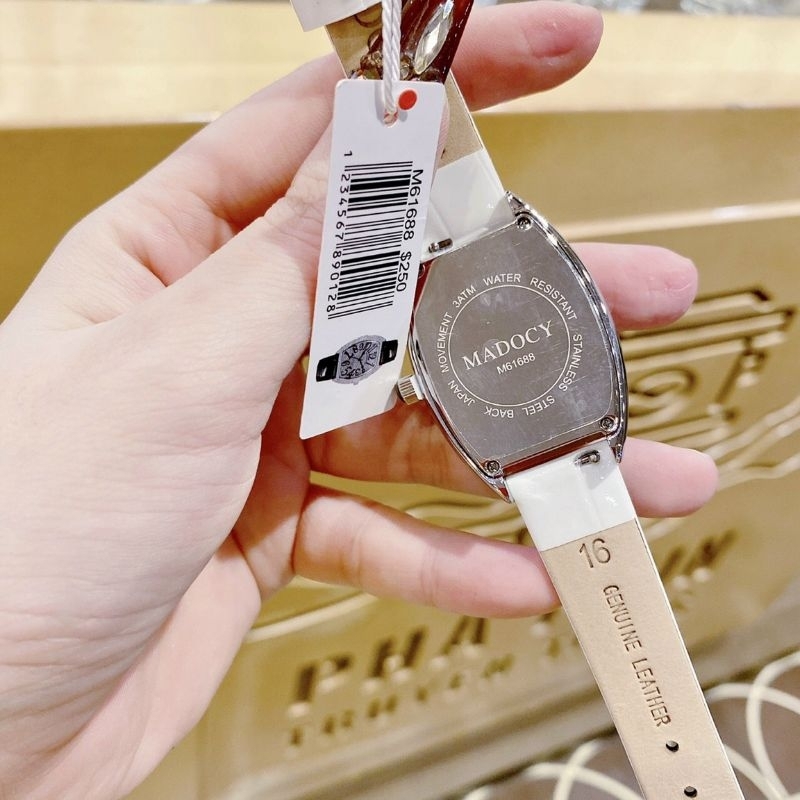 M61688 $250
1 234567 890128
3ATM WATER RESISTANT
STAINLESS STEEL BACK
JAPAN MOVEMENT
MADOCY
M61688
16
GENUINE LEATHER